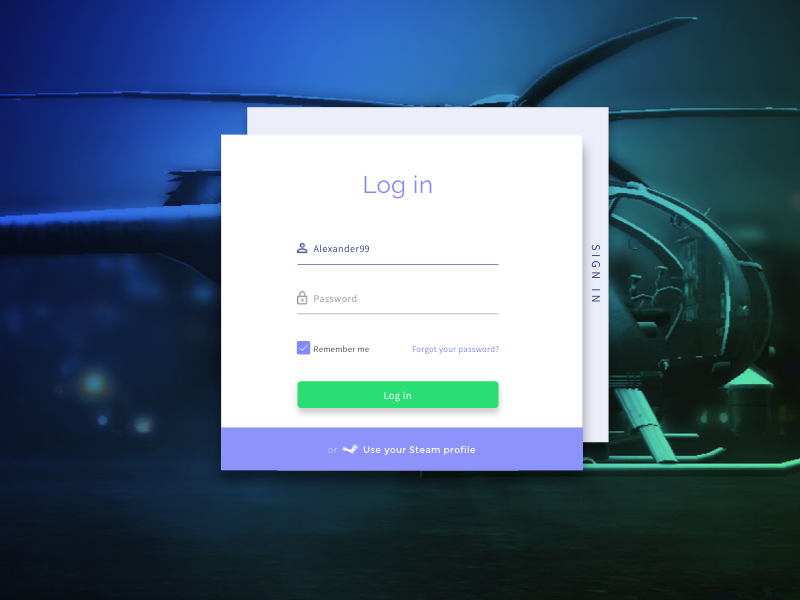 Log in
Alexander99
Password
Remember me
Forgot your password?
Log in
or Use your Steam profile
SIGN IN